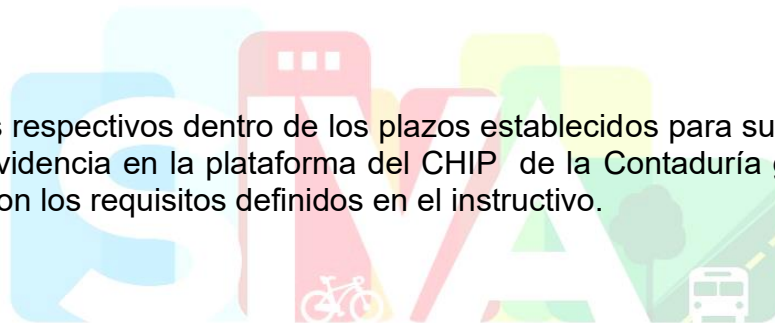 s respectivos dentro de los plazos establecidos para su
videncia en la plataforma del CHIP de la Contaduría
on los requisitos definidos en el instructivo.
SIVA